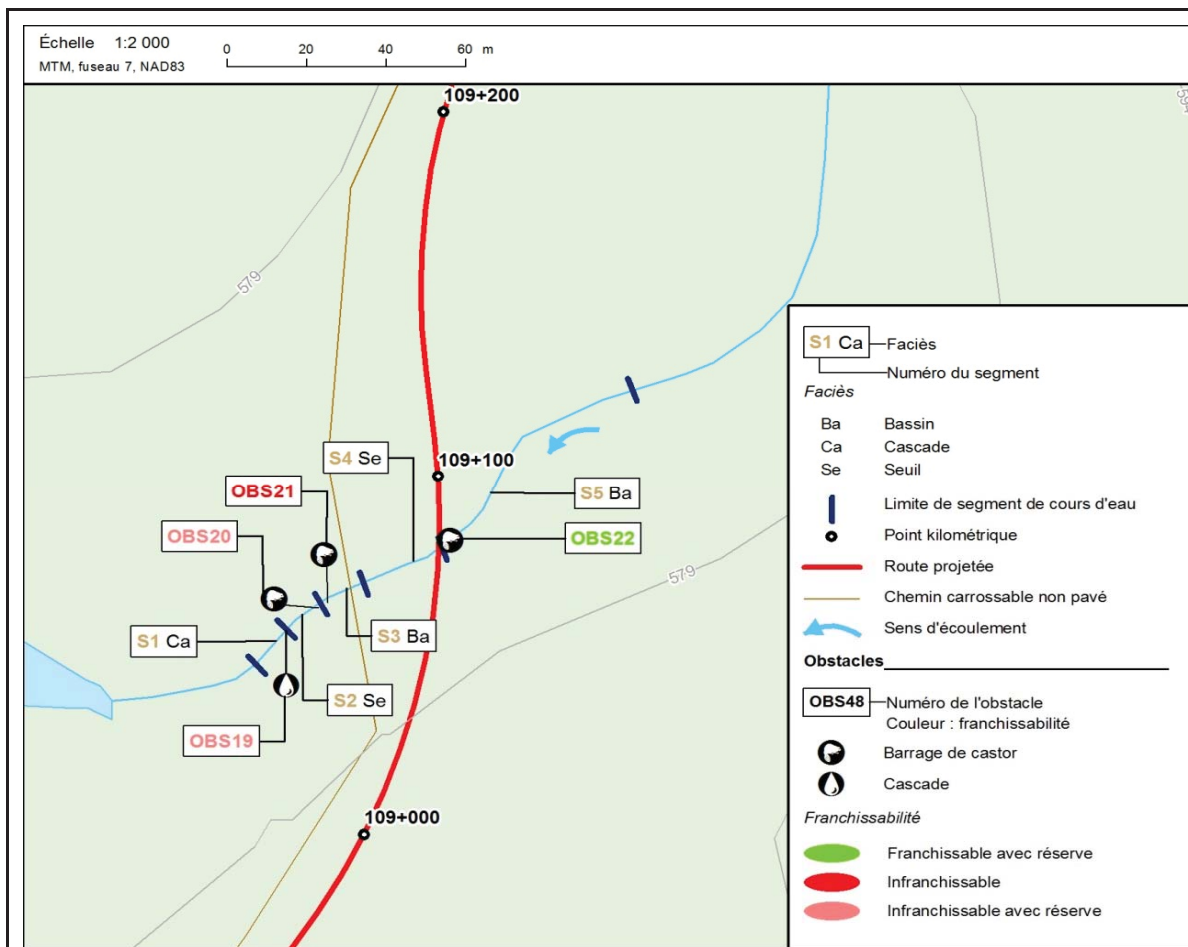 Échelle 1:2 000
0 20 40 60 m
MTM, fuseau 7, NAD83
109+200
594
579
S1 Ca
Faciès
Numéro du segment
Faciès
Ba Bassin
Ca Cascade
Se Seuil
Limite de segment de cours d'eau
Point kilométrique
Route projetée
Chemin carrossable non pavé
Sens d'écoulement
Obstacles
OBS48
Numéro de l'obstacle
Couleur : franchissabilité
Barrage de castor
Cascade
Franchissabilité
Franchissable avec réserve
Infranchissable
Infranchissable avec réserve
S4 Se
109+100
OBS21
S5 Ba
OBS20
OBS22
579
S1 Ca
S3 Ba
S2 Se
OBS19
109+000